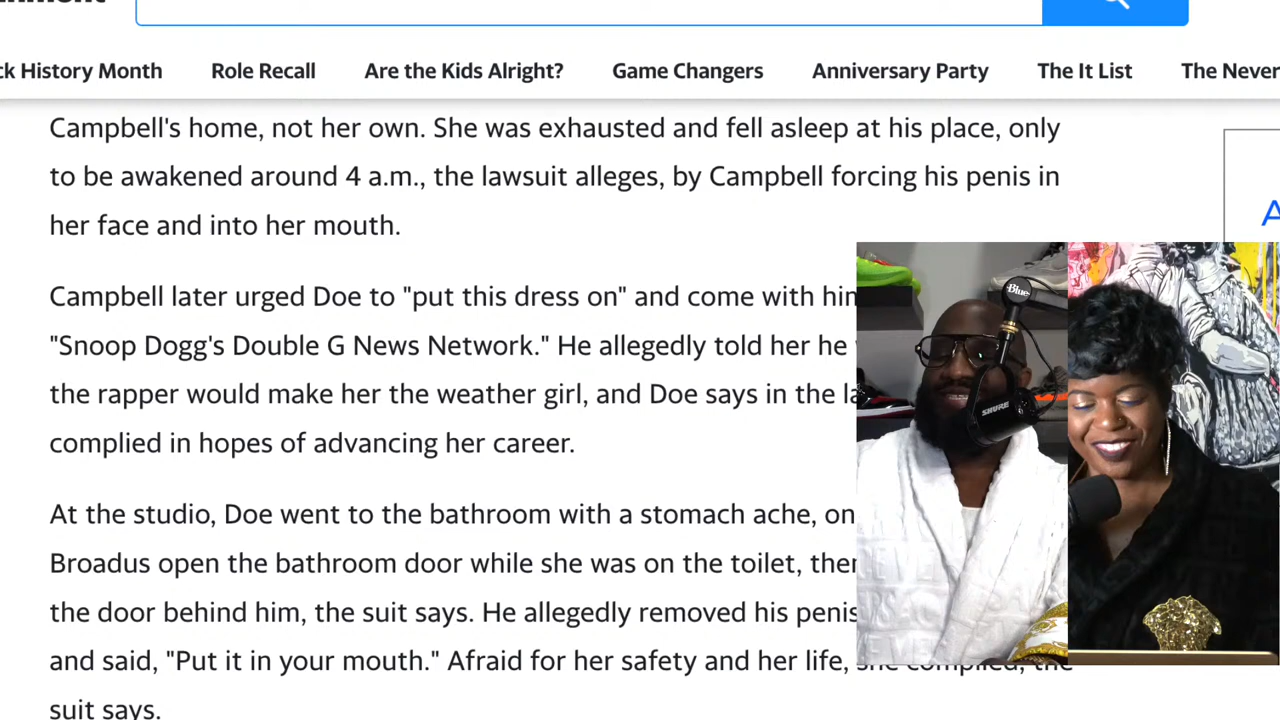 Black History Month Role Recall Are the Kids Alright? Game Changers Anniversary Party The It List The Never
Campbell's home, not her own. She was exhausted and fell asleep at his place, only
to be awakened around 4 a.m., the lawsuit alleges, by Campbell forcing his penis in
her face and into her mouth.
Campbell later urged Doe to "put this dress on" and come with him
"Snoop Dogg's Double G News Network." He allegedly told her he
the rapper would make her the weather girl, and Doe says in the
complied in hopes of advancing her career.
At the studio, Doe went to the bathroom with a stomach ache,
Broadus open the bathroom door while she was on the toilet,
the door behind him, the suit says. He allegedly removed his penis
and said, "Put it in your mouth." Afraid for her safety and her life, she complied, the
suit says.
Blue
SHURE